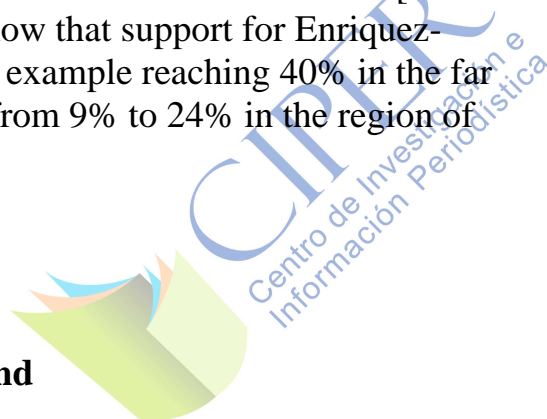 ow that support for Enriquez-
example reaching 40% in the far
from 9% to 24% in the region of
CIPER
Centro de Investigación e
Información Periodística
nd